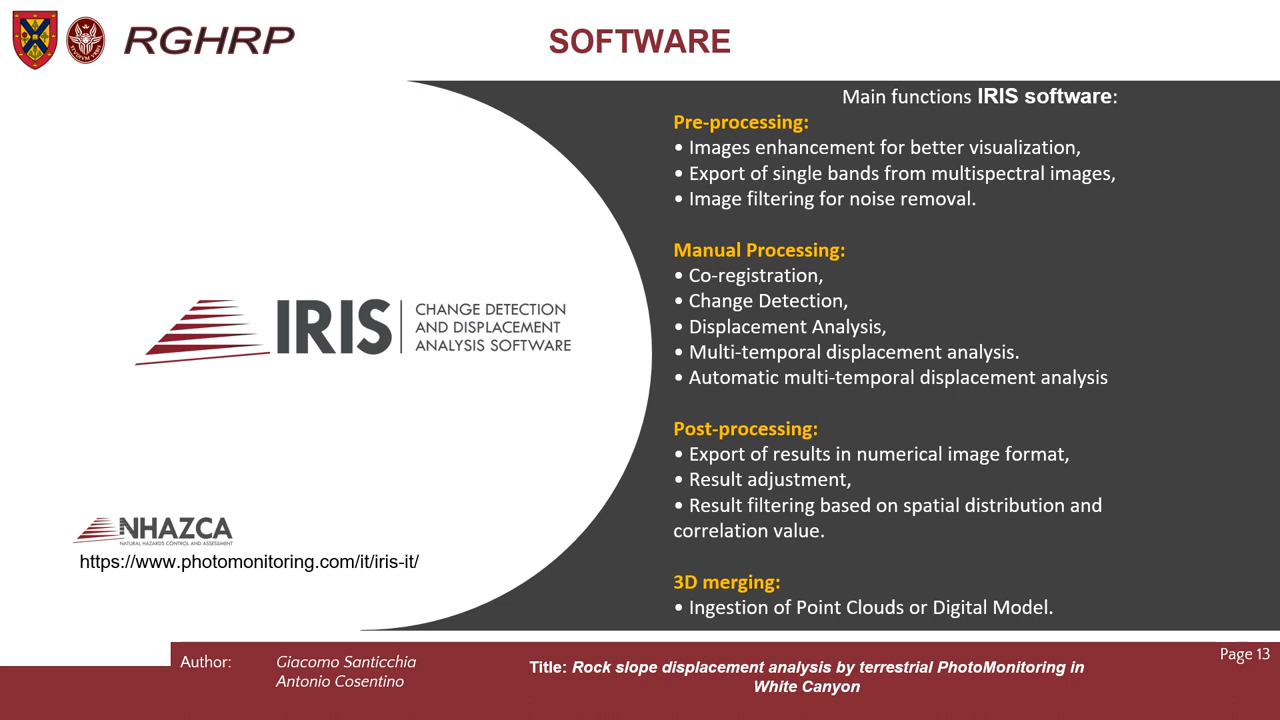 RGHRP
SOFTWARE
Main functions IRIS software:
Pre-processing:
• Images enhancement for better visualization,
• Export of single bands from multispectral images,
• Image filtering for noise removal.
Manual Processing:
• Co-registration,
• Change Detection,
• Displacement Analysis,
• Multi-temporal displacement analysis.
• Automatic multi-temporal displacement analysis
Post-processing:
• Export of results in numerical image format,
• Result adjustment,
• Result filtering based on spatial distribution and
correlation value.
3D merging:
• Ingestion of Point Clouds or Digital Model.
IRIS
CHANGE DETECTION
AND DISPLACEMENT
ANALYSIS SOFTWARE
NHAZCA
NATURAL HAZARDS CONTROL AND ASSESSMENT
https://www.photomonitoring.com/it/iris-it/
Author:
Giacomo Santicchia
Antonio Cosentino
Title: Rock slope displacement analysis by terrestrial PhotoMonitoring in
White Canyon
Page 13